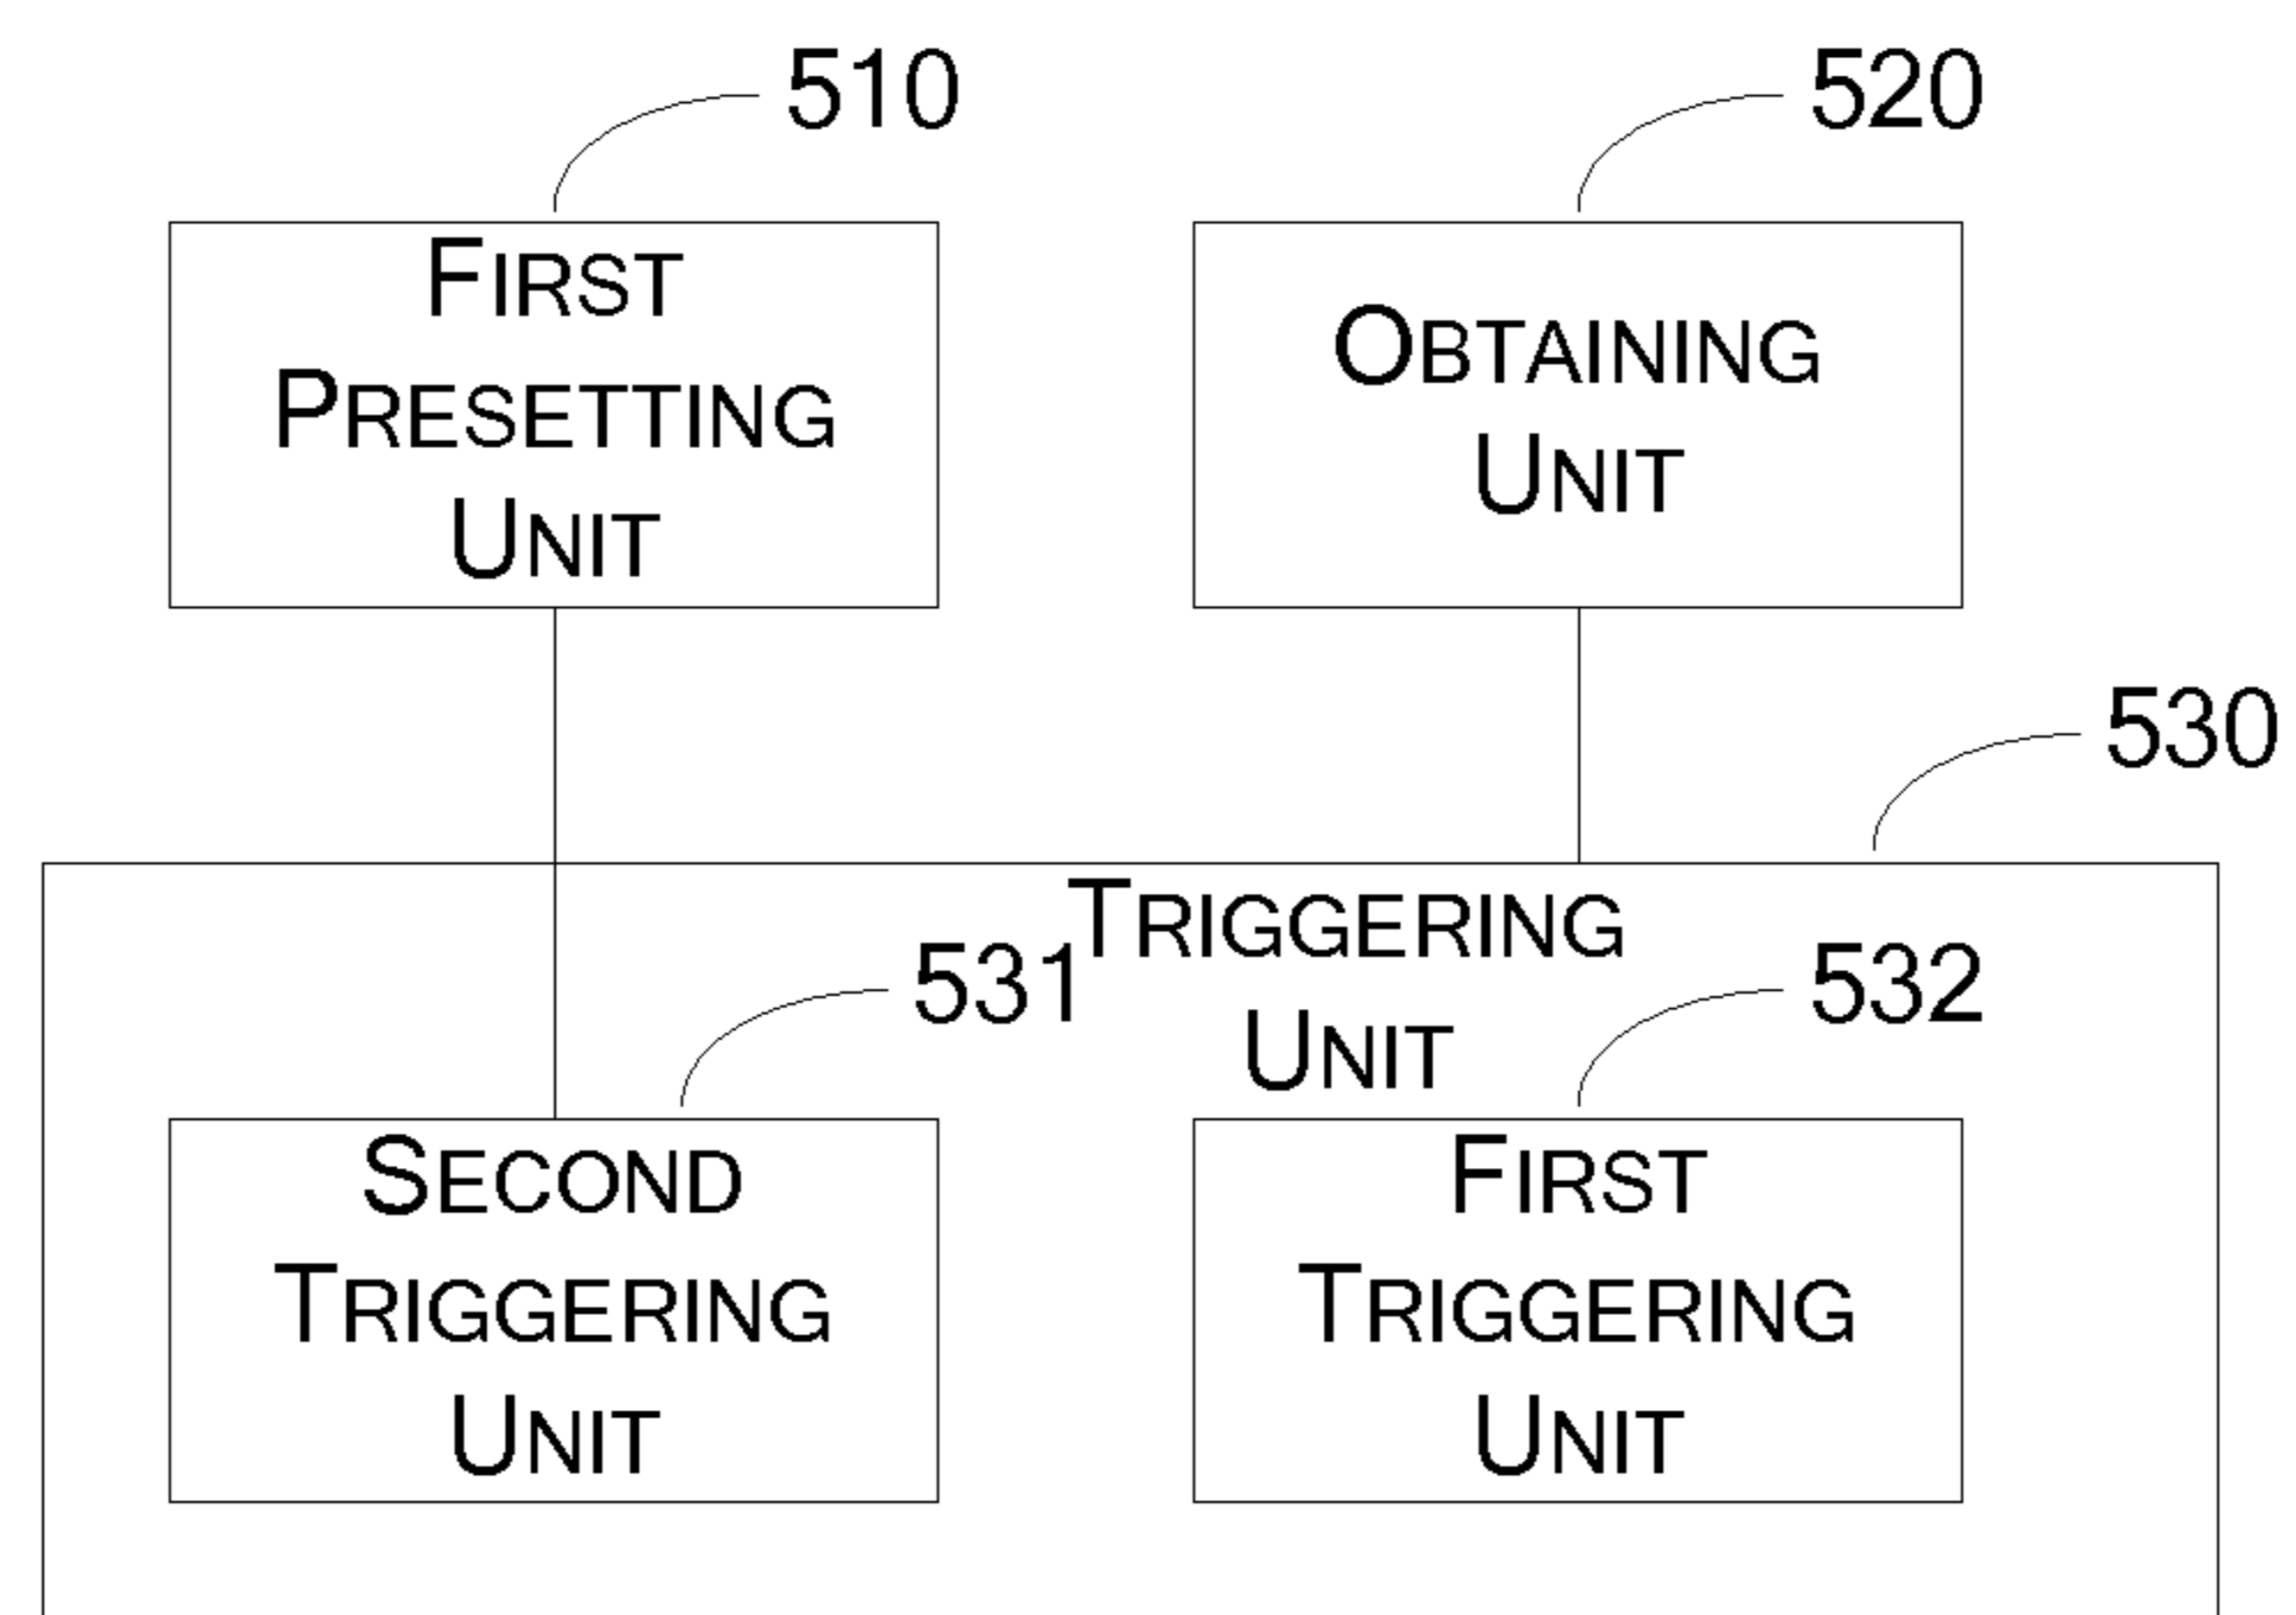 510
520
FIRST
PRESETTING
UNIT
OBTAINING
UNIT
530
TRIGGERING
UNIT
531
532
SECOND
TRIGGERING
UNIT
FIRST
TRIGGERING
UNIT